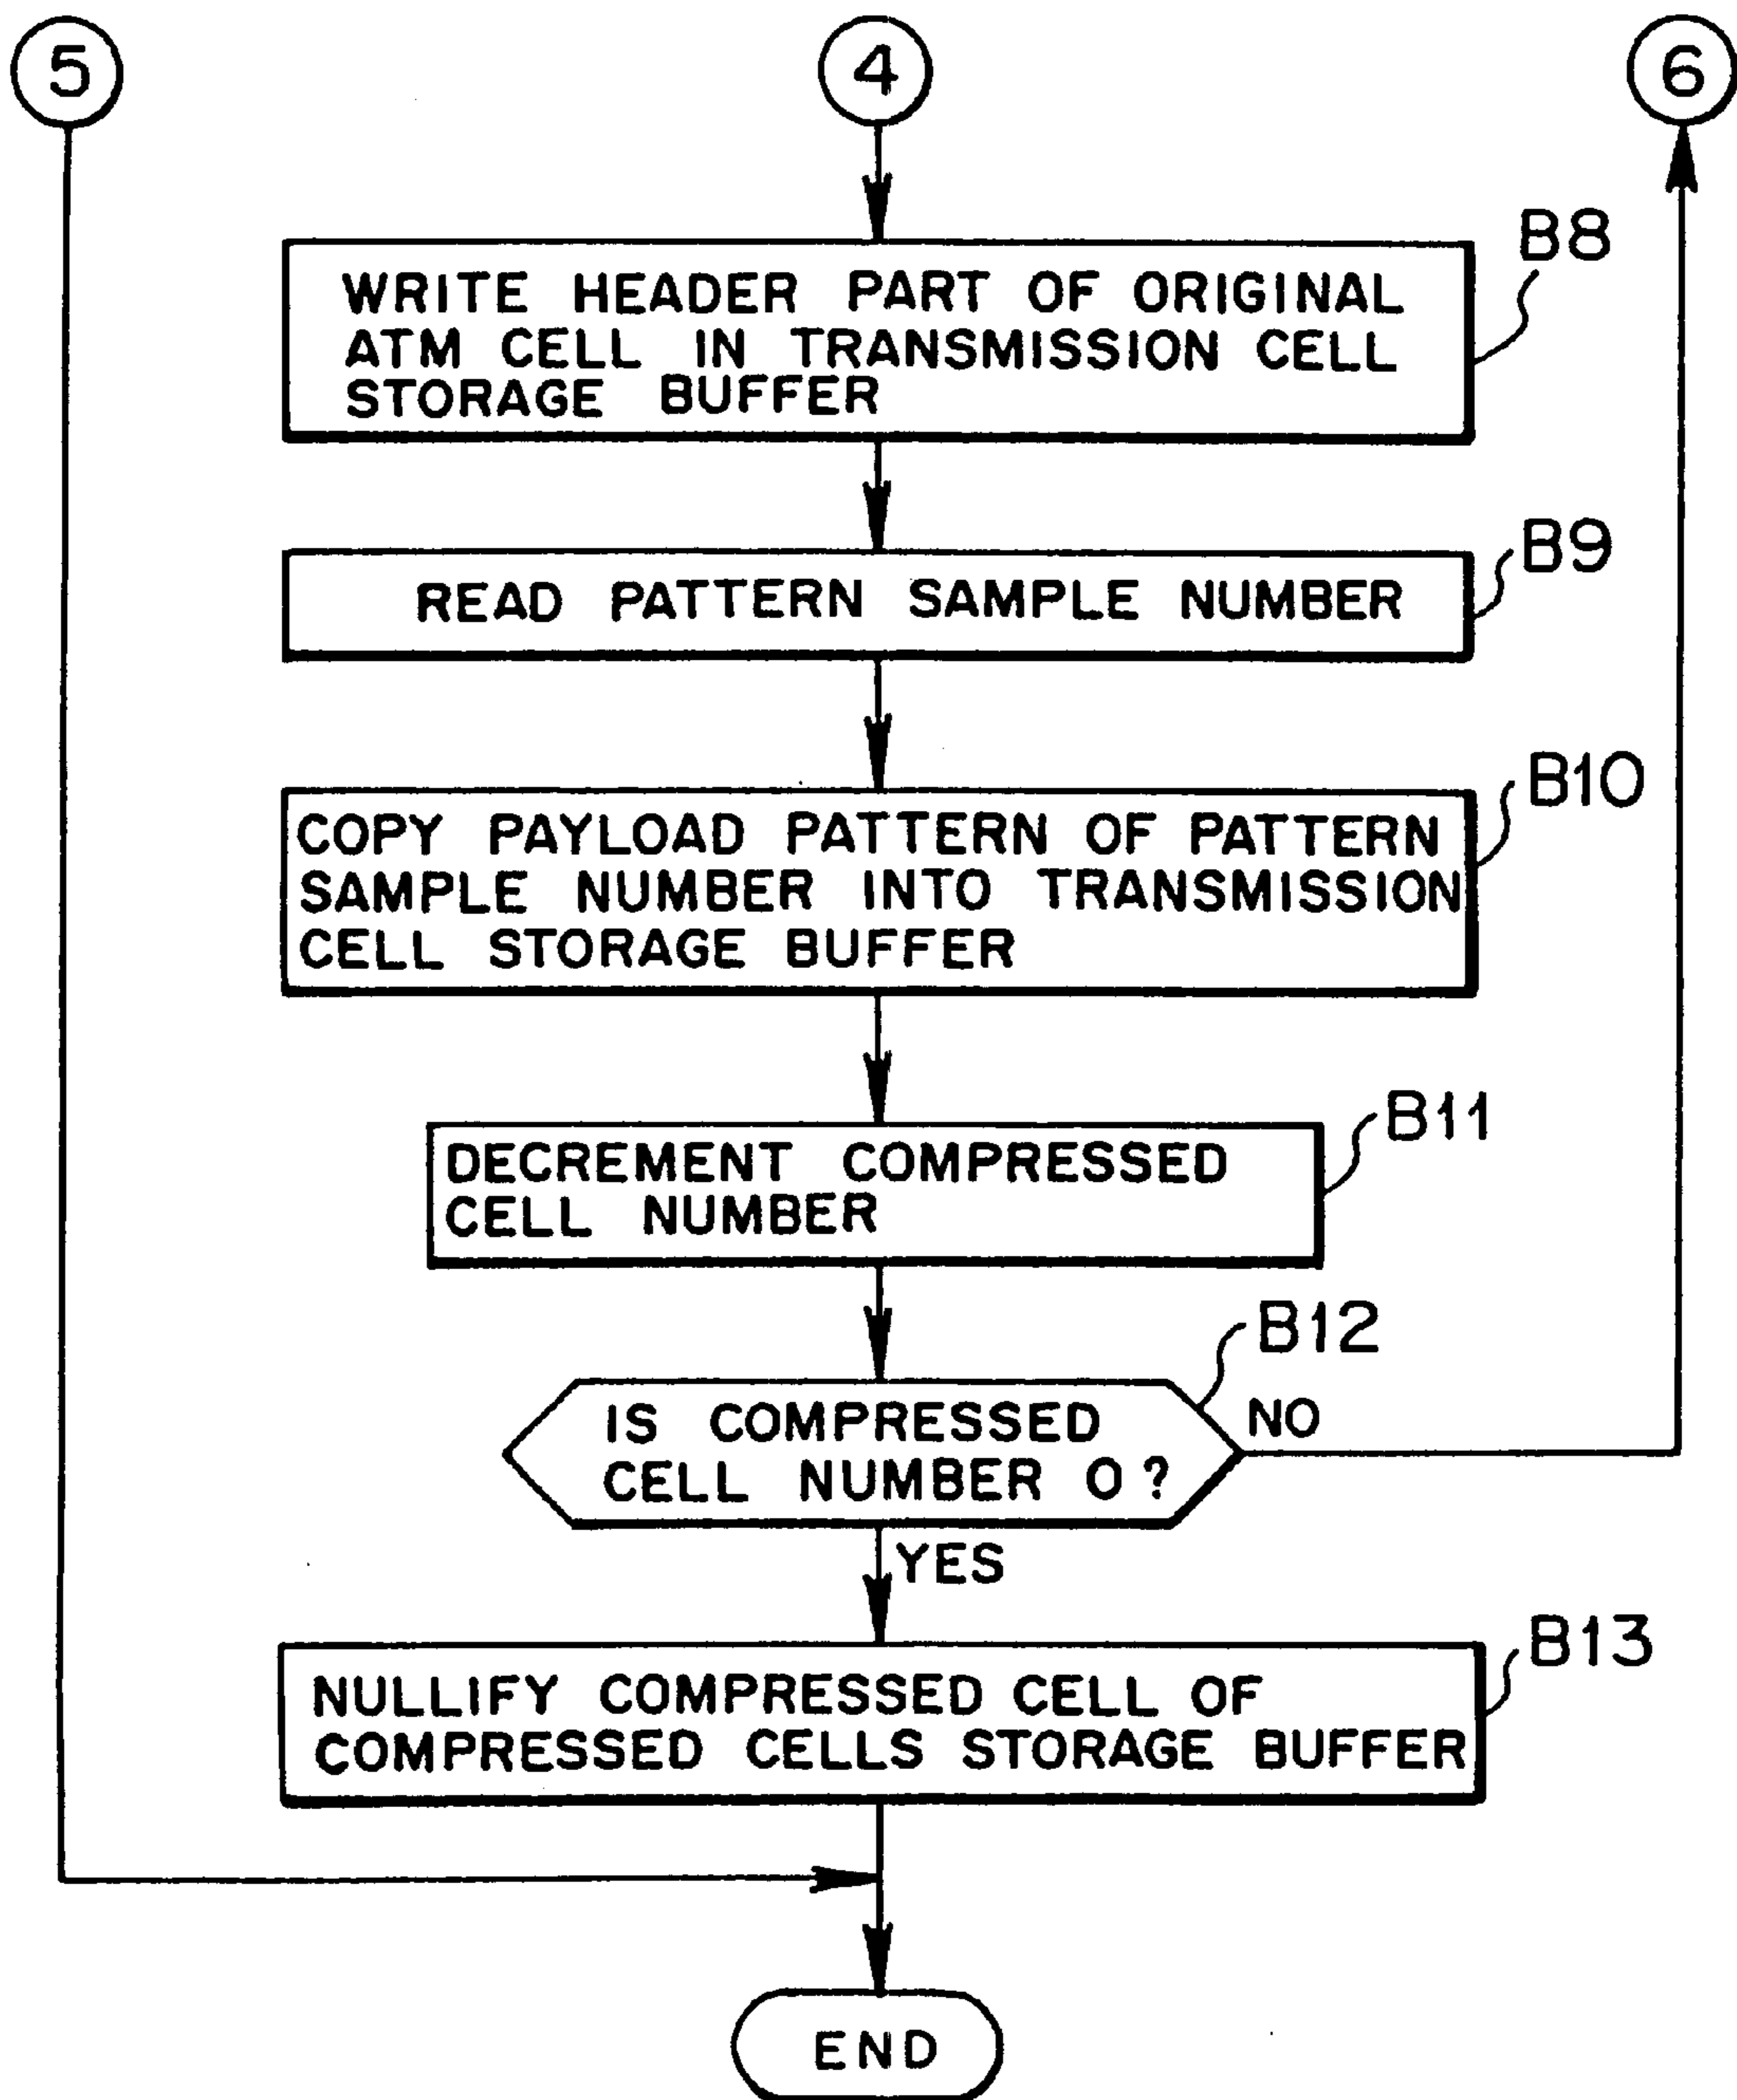 5
4
6
B8
WRITE HEADER PART OF ORIGINAL
ATM CELL IN TRANSMISSION CELL
STORAGE BUFFER
B9
READ PATTERN SAMPLE NUMBER
B10
COPY PAYLOAD PATTERN OF PATTERN
SAMPLE NUMBER INTO TRANSMISSION
CELL STORAGE BUFFER
B11
DECREMENT COMPRESSED
CELL NUMBER
B12
IS COMPRESSED
CELL NUMBER 0 ?
NO
YES
B13
NULLIFY COMPRESSED CELL OF
COMPRESSED CELLS STORAGE BUFFER
END